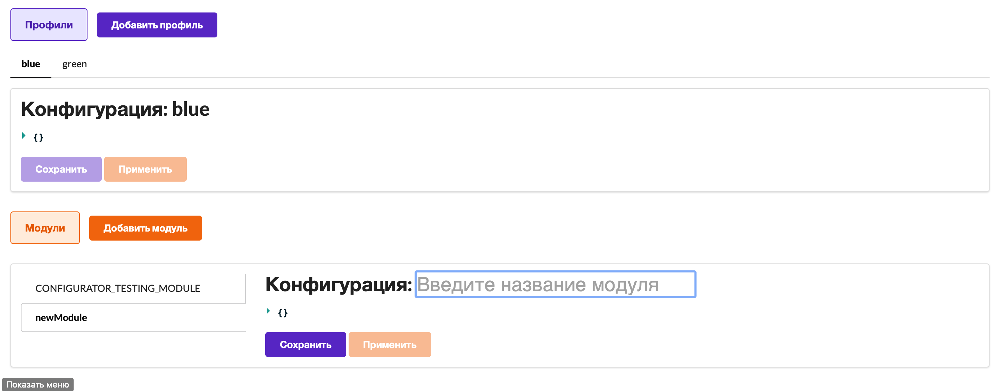 Профили Добавить профиль
blue green
Конфигурация: blue
{}
Сохранить Применить
Модули Добавить модуль
CONFIGURATOR_TESTING_MODULE
newModule
Конфигурация: Введите название модуля
{}
Сохранить Применить
Показать меню